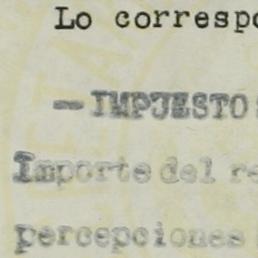 Lo correspo
— IMPUESTO S
Importe del re
percepciones